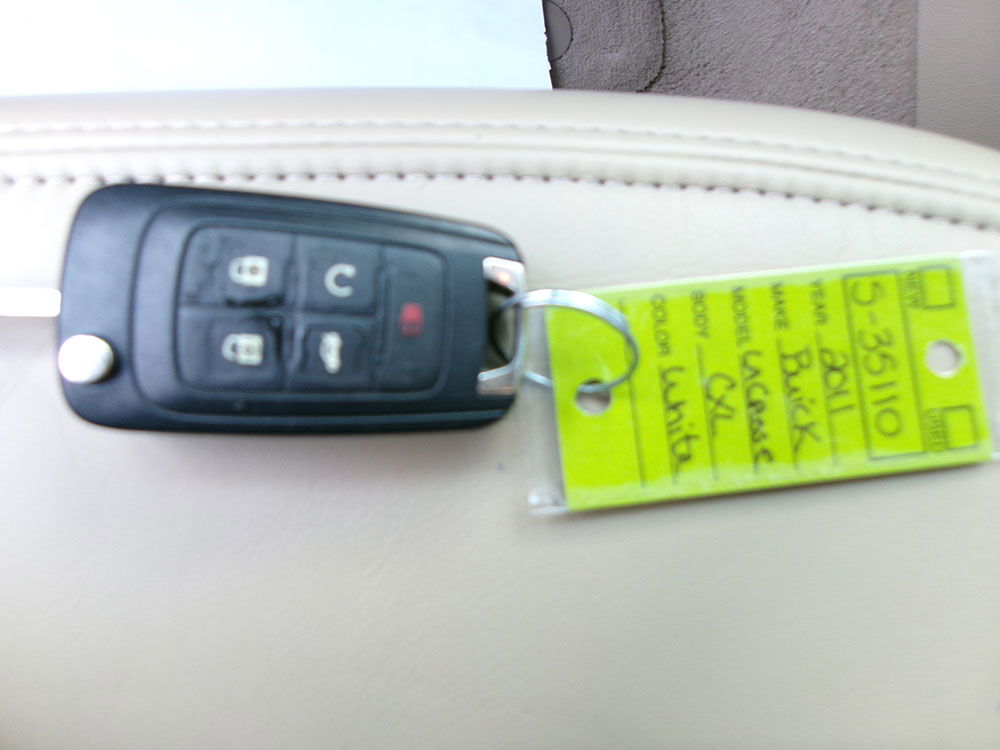 NEW
USED
5-35110
YEAR 2011
MAKE Buick
MODEL Lacrosse
BODY CXL
COLOR White